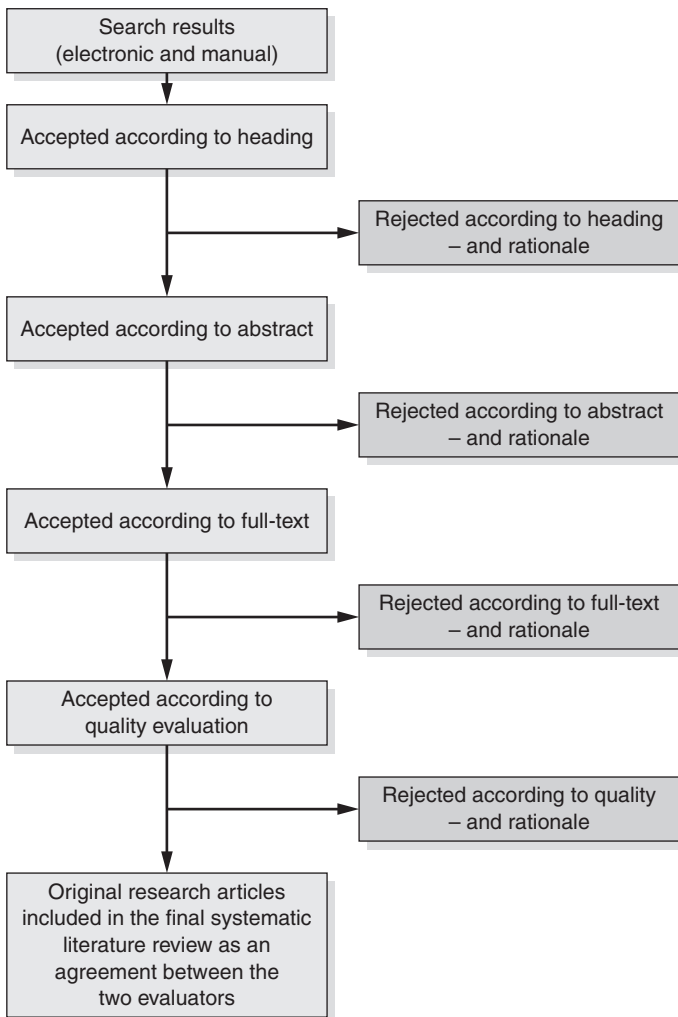 Search results
(electronic and manual)
Accepted according to heading
Rejected according to heading
– and rationale
Accepted according to abstract
Rejected according to abstract
– and rationale
Accepted according to full-text
Rejected according to full-text
– and rationale
Accepted according to
quality evaluation
Rejected according to quality
– and rationale
Original research articles
included in the final systematic
literature review as an
agreement between the
two evaluators